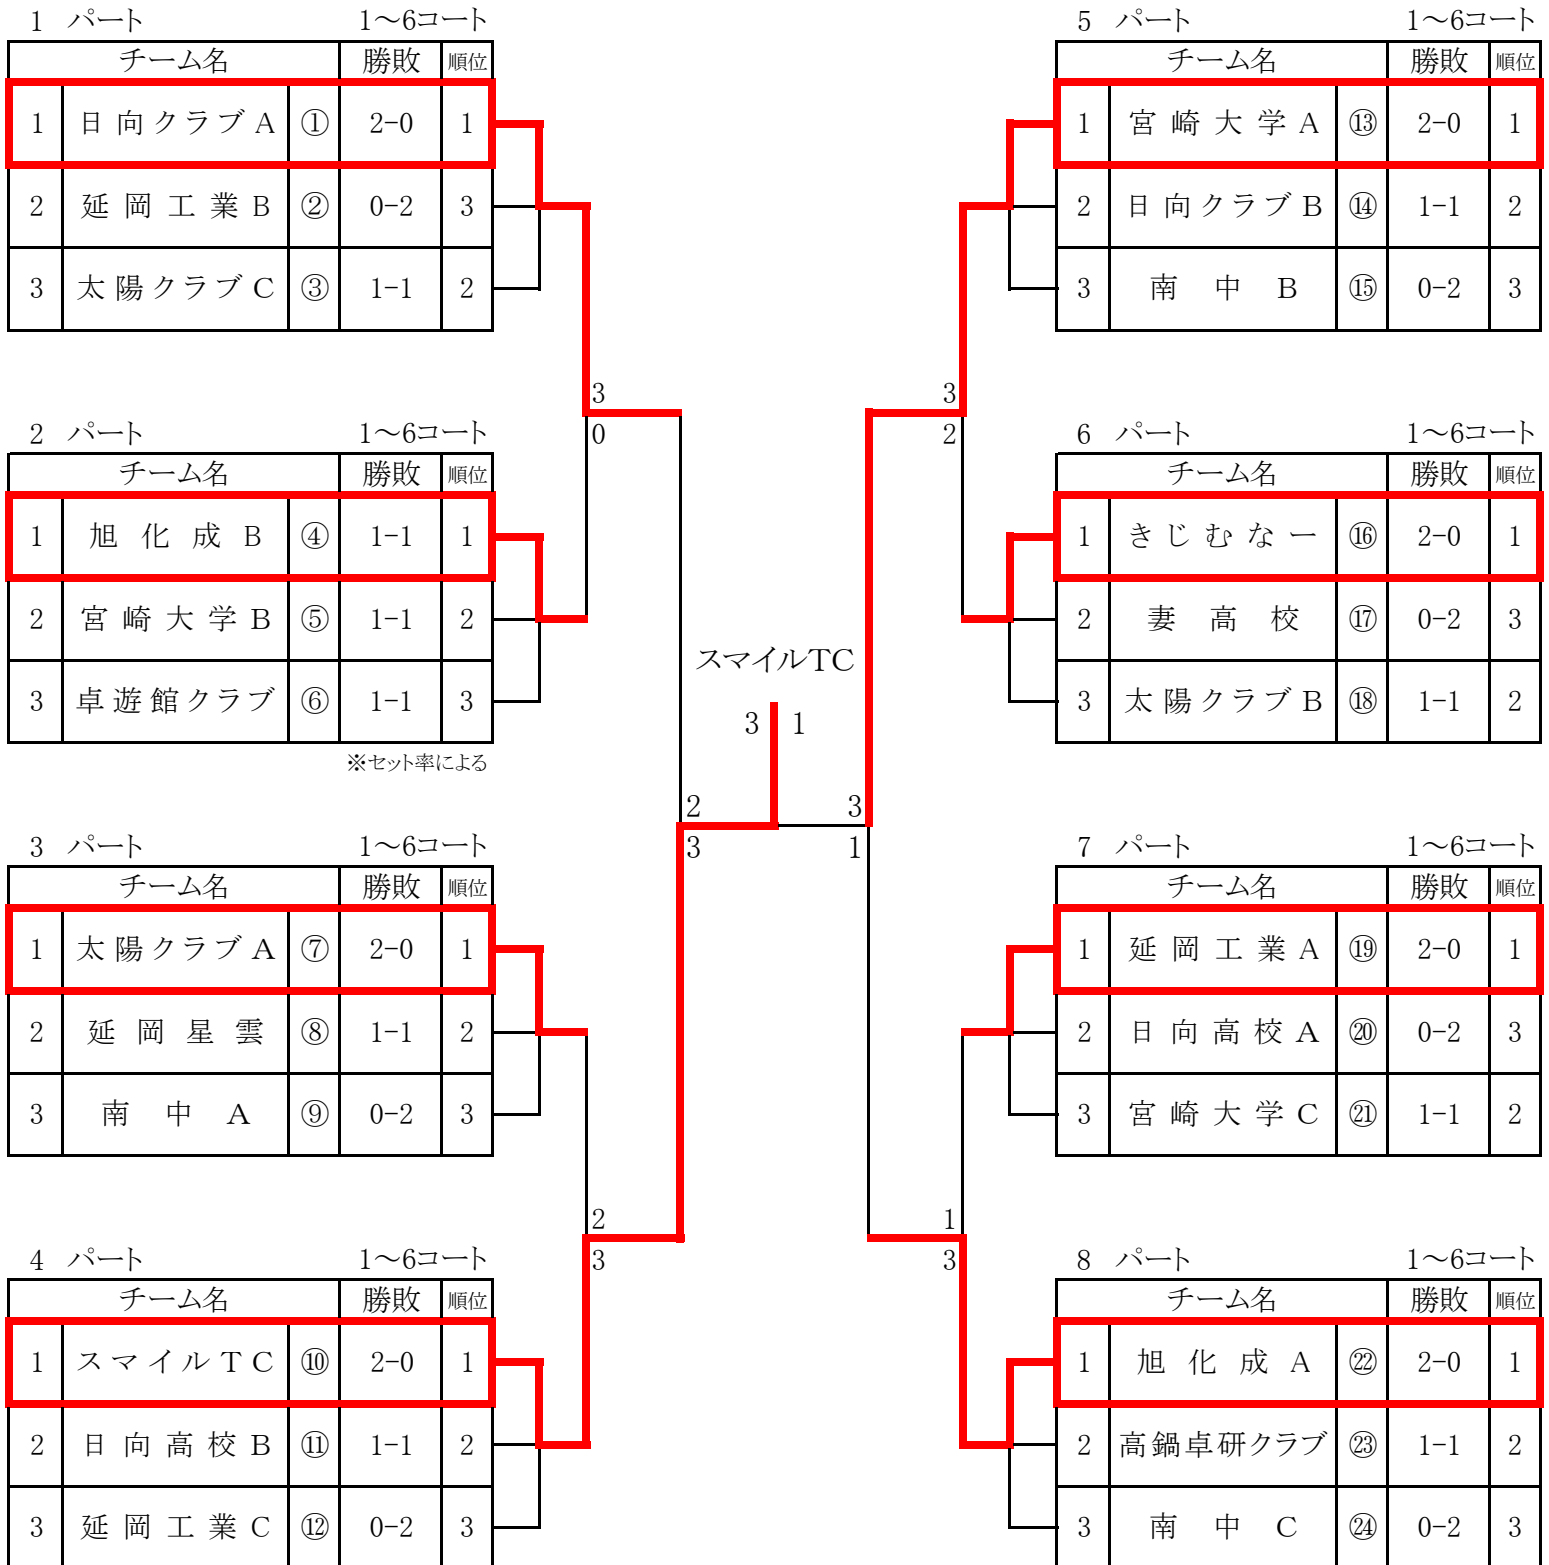 1 パート 1～6コート
チーム名 勝敗 順位
1 日向クラブA ① 2-0 1
2 延岡工業B ② 0-2 3
3 太陽クラブC ③ 1-1 2
2 パート 1～6コート
チーム名 勝敗 順位
1 旭化成B ④ 1-1 1
2 宮崎大学B ⑤ 1-1 2
3 卓遊館クラブ ⑥ 1-1 3
※セット率による
3 パート 1～6コート
チーム名 勝敗 順位
1 太陽クラブA ⑦ 2-0 1
2 延岡星雲 ⑧ 1-1 2
3 南中A ⑨ 0-2 3
4 パート 1～6コート
チーム名 勝敗 順位
1 スマイルTC ⑩ 2-0 1
2 日向高校B ⑪ 1-1 2
3 延岡工業C ⑫ 0-2 3
3
0
2
3
2
3
スマイルTC
3 1
3
1
3
2
1
3
5 パート 1～6コート
チーム名 勝敗 順位
1 宮崎大学A ⑬ 2-0 1
2 日向クラブB ⑭ 1-1 2
3 南中B ⑮ 0-2 3
6 パート 1～6コート
チーム名 勝敗 順位
1 きじむなー ⑯ 2-0 1
2 妻高校 ⑰ 0-2 3
3 太陽クラブB ⑱ 1-1 2
7 パート 1～6コート
チーム名 勝敗 順位
1 延岡工業A ⑲ 2-0 1
2 日向高校A ⑳ 0-2 3
3 宮崎大学C ㉑ 1-1 2
8 パート 1～6コート
チーム名 勝敗 順位
1 旭化成A ㉒ 2-0 1
2 高鍋卓研クラブ ㉓ 1-1 2
3 南中C ㉔ 0-2 3